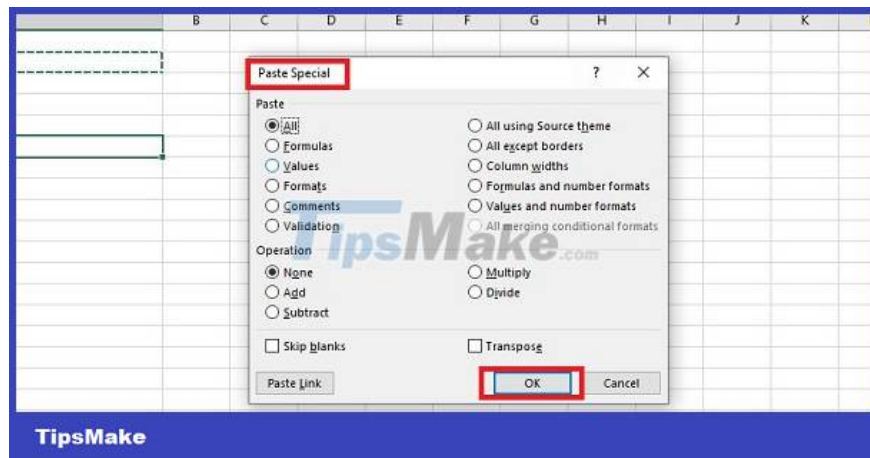 B C D E F G H I J K
Paste Special ? X
Paste
All All using Source theme
Formulas All except borders
Values Column widths
Formats Formulas and number formats
Comments Values and number formats
Validation All merging conditional formats
TipsMake.com
Operation
None Multiply
Add Divide
Subtract
Skip blanks Transpose
Paste Link OK Cancel
TipsMake